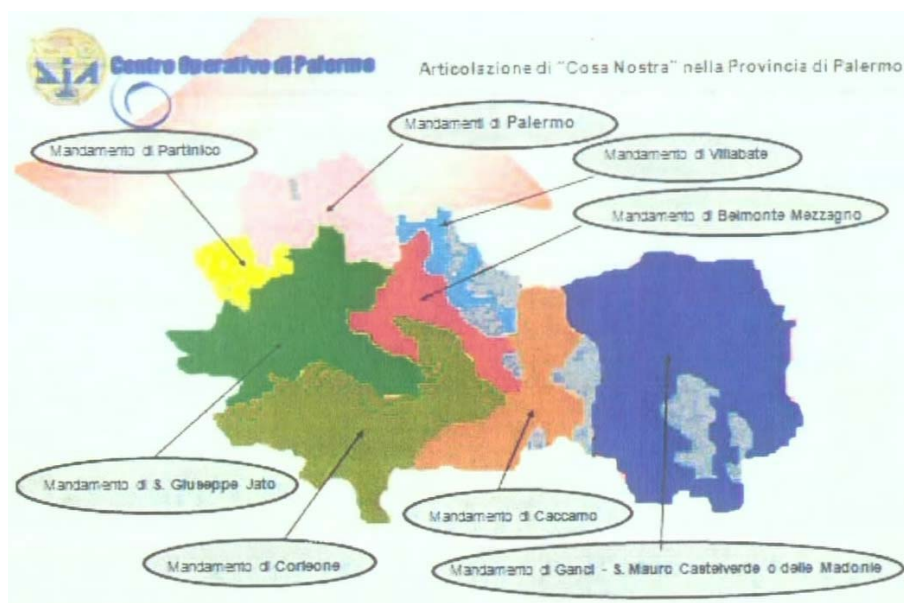 DIA
Centro Operativo di Palermo
Articolazione di "Cosa Nostra" nella Provincia di Palermo
Mandamento di Partinico
Mandamenti di Palermo
Mandamento di Villabate
Mandamento di Belmonte Mezzagno
Mandamento di S. Giuseppe Jato
Mandamento di Caccamo
Mandamento di Corleone
Mandamento di Ganci - S. Mauro Castelverde o delle Madonie